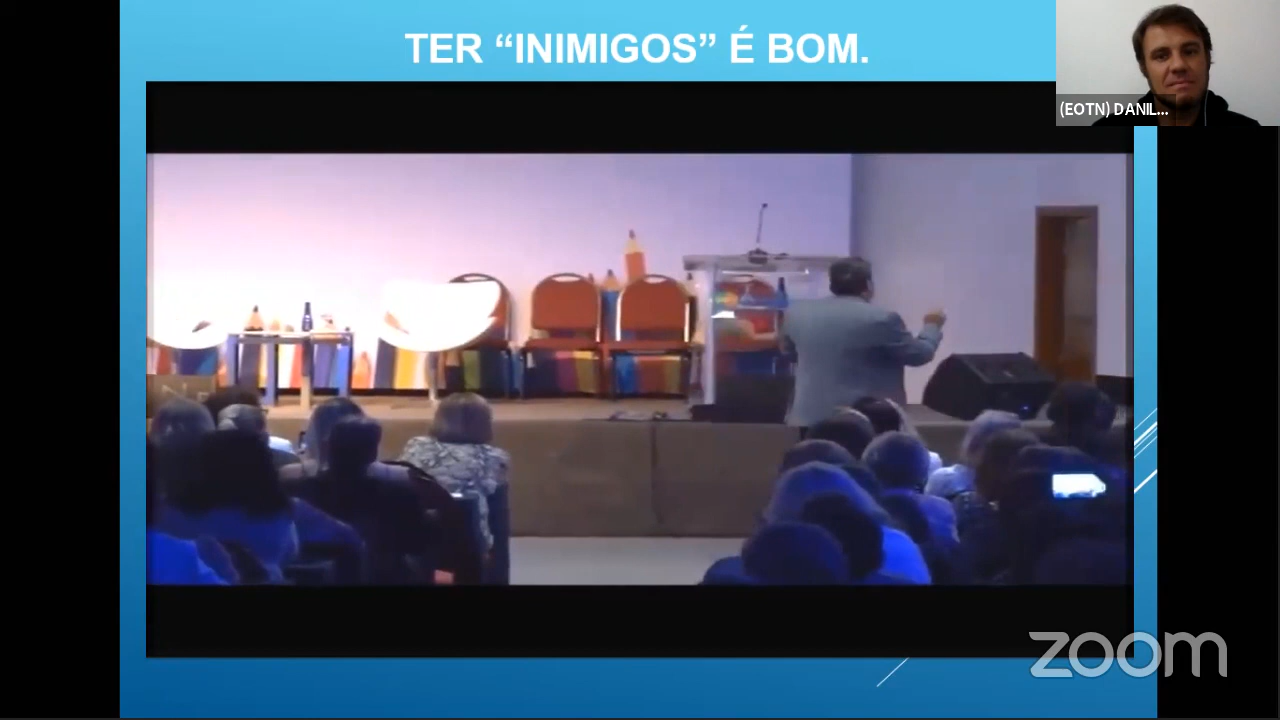 TER “INIMIGOS” É BOM.
(EOTN) DANIL...
zoom